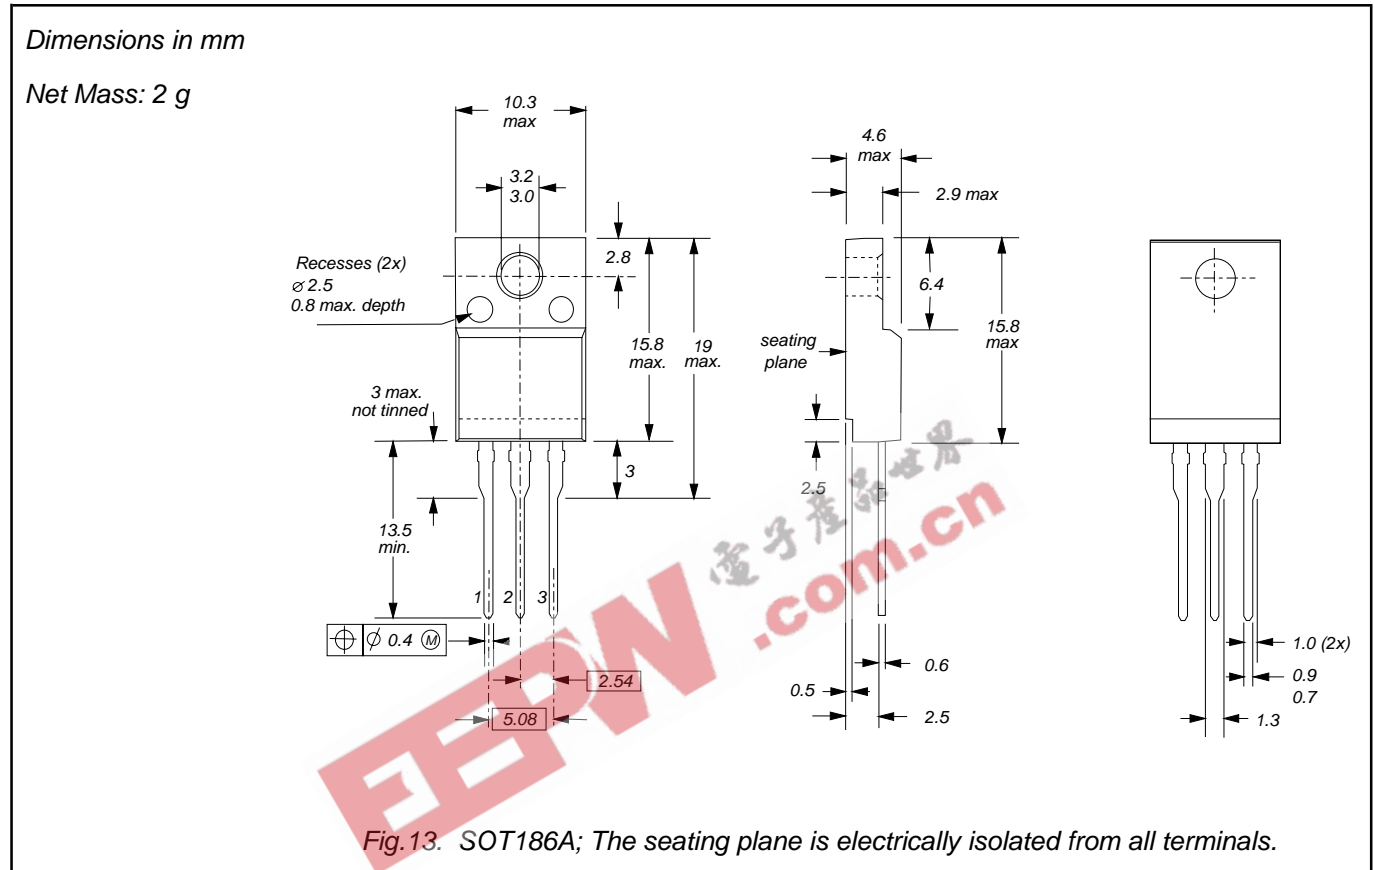 Dimensions in mm
Net Mass: 2 g
10.3
max
3.2
3.0
Recesses (2x)
⌀ 2.5
0.8 max. depth
2.8
15.8
max.
19
max.
3 max.
not tinned
3
13.5
min.
1 2 3
⌀ 0.4 Ⓜ
2.54
5.08
4.6
max
2.9 max
6.4
15.8
max
seating
plane
2.5
0.6
0.5
2.5
1.0 (2x)
0.9
0.7
1.3
電子產品世界
EEPW.com.cn
Fig.13. SOT186A; The seating plane is electrically isolated from all terminals.